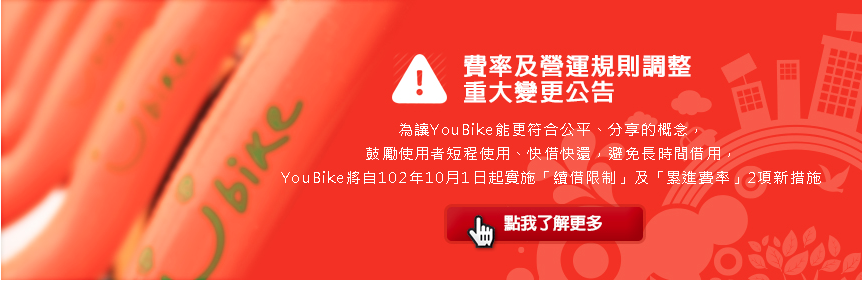 Ubike
費率及營運規則調整
重大變更公告
為讓YouBike能更符合公平、分享的概念，
鼓勵使用者短程使用、快借快還，避免長時間借用，
YouBike將自102年10月1日起實施「續借限制」及「累進費率」2項新措施
點我了解更多